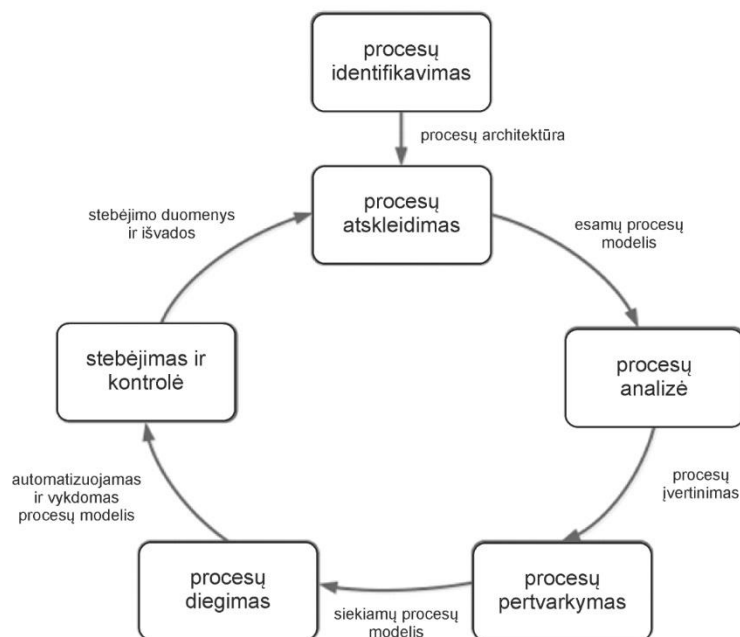 procesų
identifikavimas
procesų architektūra
procesų
atskleidimas
stebėjimo duomenys
ir išvados
esamų procesų
modelis
stebėjimas ir
kontrolė
procesų
analizė
automatizuojamas
ir vykdomas
procesų modelis
procesų
įvertinimas
procesų
diegimas
siekiamų procesų
modelis
procesų
pertvarkymas